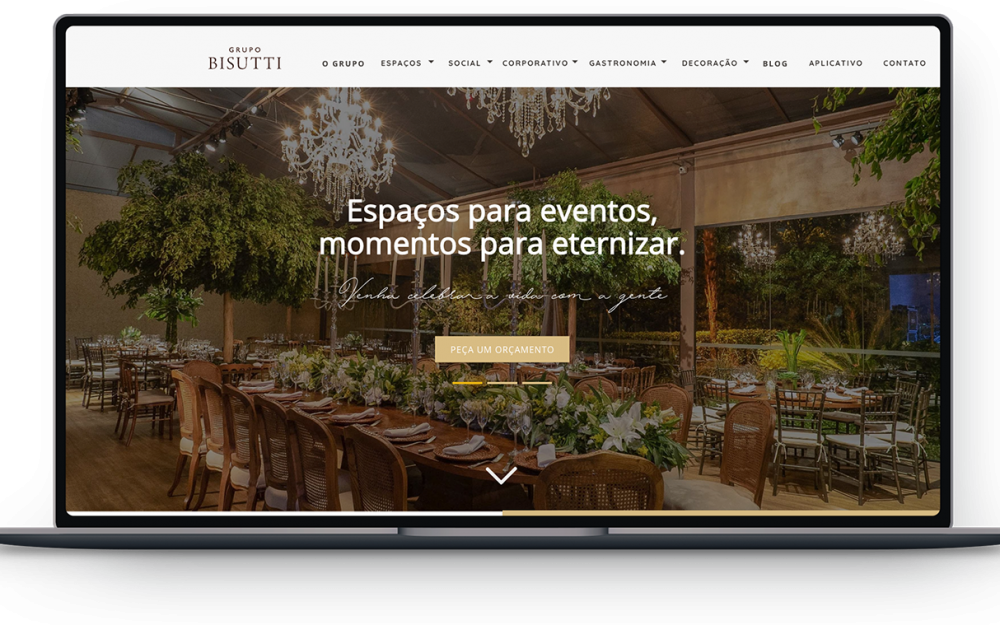 GRUPO
BISUTTI
O GRUPO
ESPAÇOS
SOCIAL
CORPORATIVO
GASTRONOMIA
DECORAÇÃO
BLOG
APLICATIVO
CONTATO
Espaços para eventos,
momentos para eternizar.
Venha celebrar a vida com a gente
PEÇA UM ORÇAMENTO